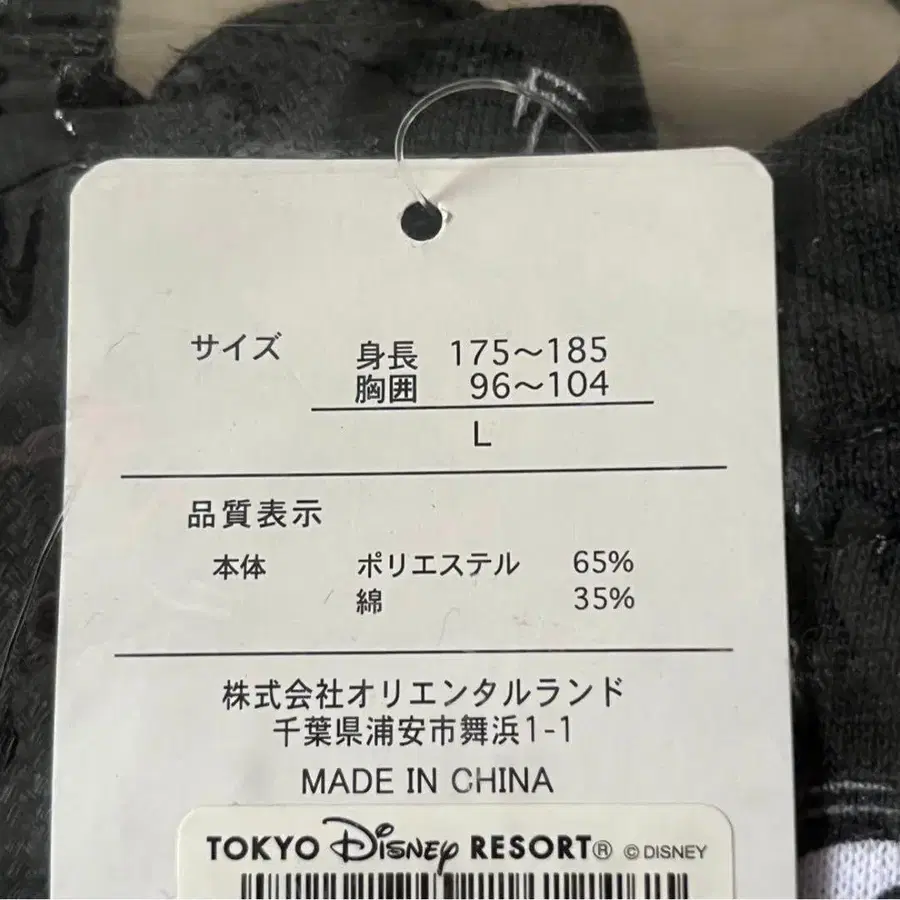 サイズ 身長 175～185
胸囲 96～104
L
品質表示
本体 ポリエステル 65%
綿 35%
株式会社オリエンタルランド
千葉県浦安市舞浜1-1
MADE IN CHINA
TOKYO Disney RESORT® © DISNEY